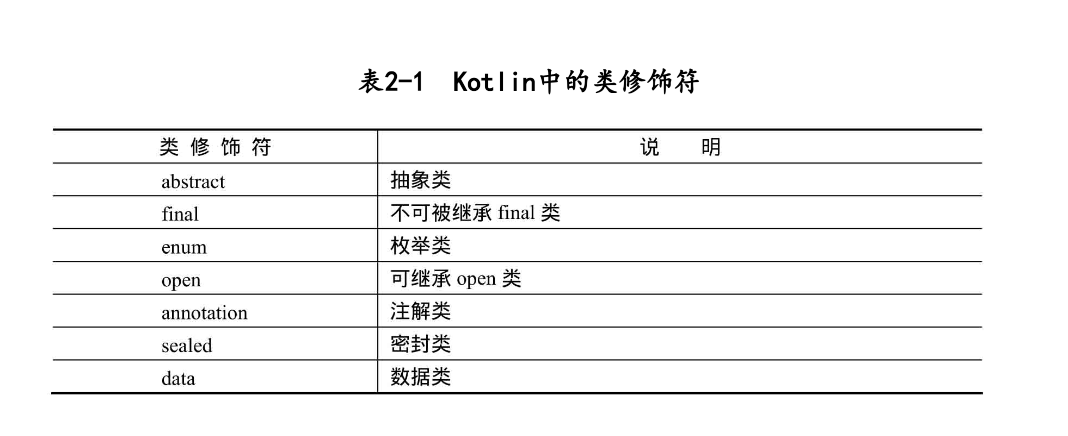 表2-1 Kotlin中的类修饰符
类修饰符 说明
abstract 抽象类
final 不可被继承 final 类
enum 枚举类
open 可继承 open 类
annotation 注解类
sealed 密封类
data 数据类